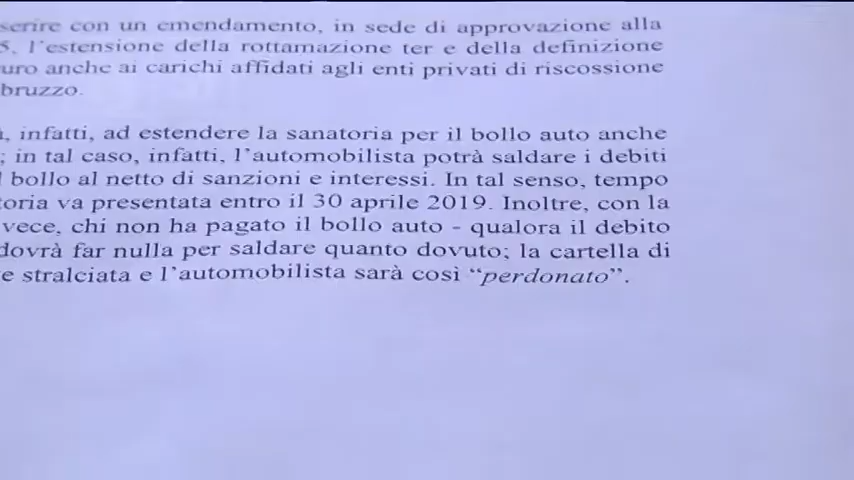 serire con un emendamento, in sede di approvazione alla
5, l'estensione della rottamazione ter e della definizione
uro anche ai carichi affidati agli enti privati di riscossione
bruzzo.
, infatti, ad estendere la sanatoria per il bollo auto anche
; in tal caso, infatti, l'automobilista potrà saldare i debiti
l bollo al netto di sanzioni e interessi. In tal senso, tempo
toria va presentata entro il 30 aprile 2019. Inoltre, con la
vece, chi non ha pagato il bollo auto - qualora il debito
dovrà far nulla per saldare quanto dovuto; la cartella di
e stralciata e l'automobilista sarà così “perdonato”.